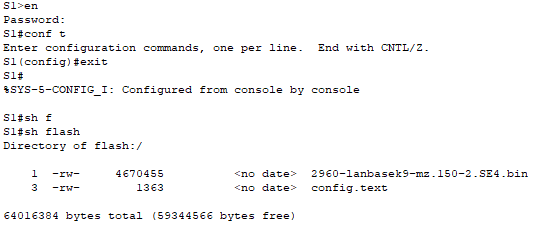 S1>en
Password:
S1#conf t
Enter configuration commands, one per line.  End with CNTL/Z.
S1(config)#exit
S1#
%SYS-5-CONFIG_I: Configured from console by console

S1#sh f
S1#sh flash
Directory of flash:/

    1  -rw-     4670455          <no date>  2960-lanbasek9-mz.150-2.SE4.bin
    3  -rw-        1363          <no date>  config.text

64016384 bytes total (59344566 bytes free)